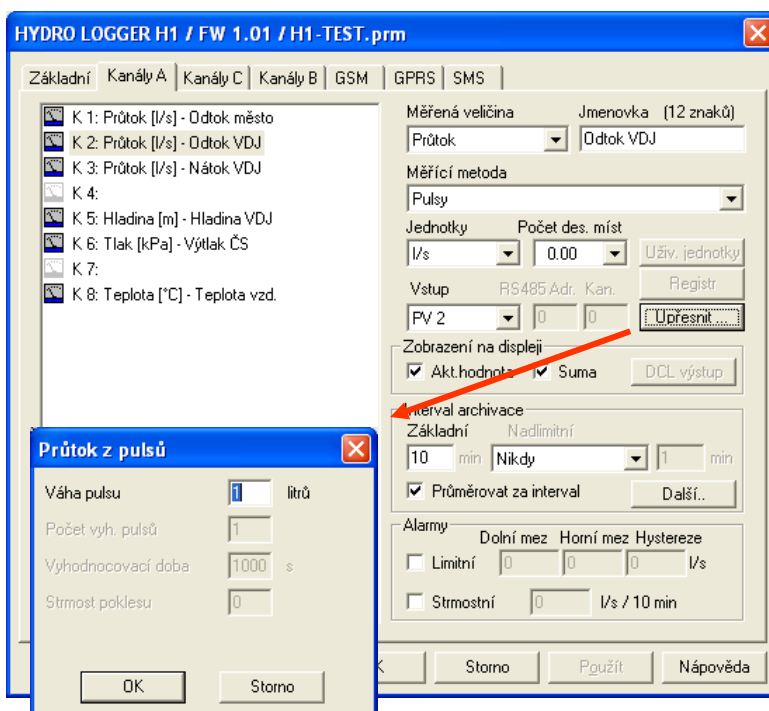 HYDRO LOGGER H1 / FW 1.01 / H1-TEST.prm
Základní Kanály A Kanály C Kanály B GSM GPRS SMS
K 1: Průtok [l/s] - Odtok město
K 2: Průtok [l/s] - Odtok VDJ
K 3: Průtok [l/s] - Nátok VDJ
K 4:
K 5: Hladina [m] - Hladina VDJ
K 6: Tlak [kPa] - Výtlak ČS
K 7:
K 8: Teplota [°C] - Teplota vzd.
Měřená veličina Jmenovka (12 znaků)
Průtok Odtok VDJ
Měřící metoda
Pulsy
Jednotky Počet des. míst
l/s 0.00 Uživ. jednotky
Vstup RS485 Adr. Kan. Registr
PV 2 0 0 Upřesnit ...
Zobrazení na displeji
Akt.hodnota Suma DCL výstup
Interval archivace
Základní Nadlimitní
10 min Nikdy 1 min
Průměrovat za interval Další..
Alarmy
Dolní mez Horní mez Hystereze
Limitní 0 0 0 l/s
Strmostní 0 l/s / 10 min
K Storno Použít Nápověda
Průtok z pulsů
Váha pulsu 1 litrů
Počet vyh. pulsů 1
Vyhodnocovací doba 1000 s
Strmost poklesu 0
OK Storno